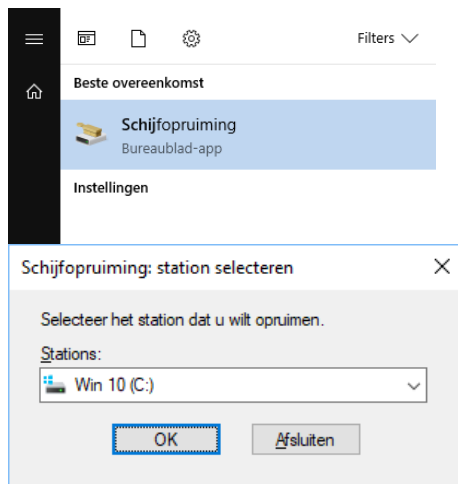 Filters
Beste overeenkomst
Schijfopruiming
Bureaublad-app
Instellingen
Schijfopruiming: station selecteren
Selecteer het station dat u wilt opruimen.
Stations:
Win 10 (C:)
OK
Afsluiten